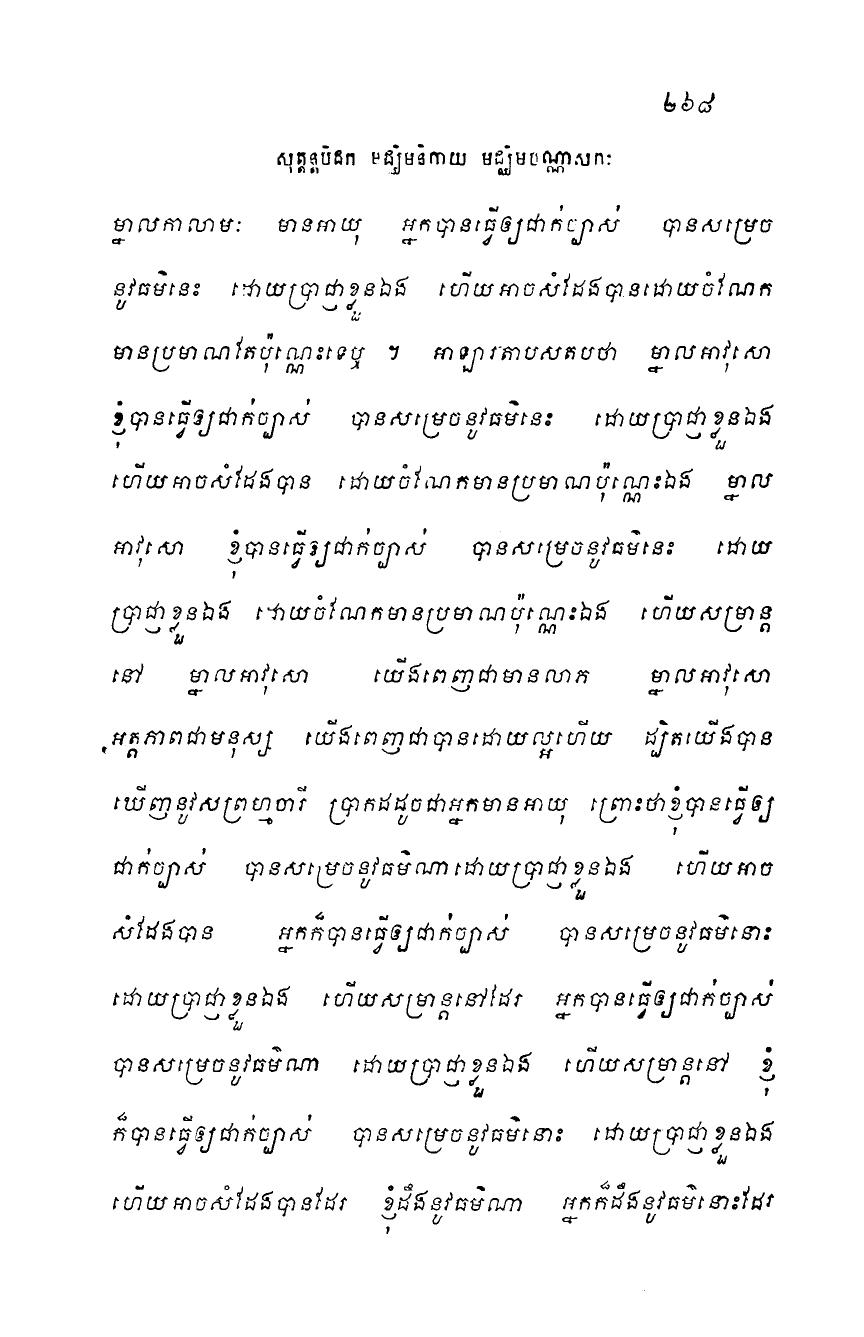 ២៦៨
សុត្តន្តបិដក មជ្ឈិមនិកាយ មជ្ឈិមបណ្ណាសកៈ
ម្នាលកាលាមៈ មានអាយុ អ្នកបានធ្វើឲ្យជាក់ច្បាស់ បានសម្រេច
នូវធម៌នេះ ដោយប្រាជ្ញាខ្លួនឯង ហើយអាចសំដែងបានដោយចំណែក
មានប្រមាណតែប៉ុណ្ណេះទេឬ ។ អាឡារតាបសតបថា ម្នាលអាវុសោ
ខ្ញុំបានធ្វើឲ្យជាក់ច្បាស់ បានសម្រេចនូវធម៌នេះ ដោយប្រាជ្ញាខ្លួនឯង
ហើយអាចសំដែងបាន ដោយចំណែកមានប្រមាណប៉ុណ្ណេះឯង ម្នាល
អាវុសោ ខ្ញុំបានធ្វើឲ្យជាក់ច្បាស់ បានសម្រេចនូវធម៌នេះ ដោយ
ប្រាជ្ញាខ្លួនឯង ដោយចំណែកមានប្រមាណប៉ុណ្ណេះឯង ហើយសម្រាន្ត
នៅ ម្នាលអាវុសោ យើងពេញជាមានលាភ ម្នាលអាវុសោ
អត្តភាពជាមនុស្ស យើងពេញជាបានដោយល្អហើយ ដ្បិតយើងបាន
ឃើញនូវសព្រហ្មចារី ប្រាកដដូចជាអ្នកមានអាយុ ព្រោះថាខ្ញុំបានធ្វើឲ្យ
ជាក់ច្បាស់ បានសម្រេចនូវធម៌ណាដោយប្រាជ្ញាខ្លួនឯង ហើយអាច
សំដែងបាន អ្នកក៏បានធ្វើឲ្យជាក់ច្បាស់ បានសម្រេចនូវធម៌នោះ
ដោយប្រាជ្ញាខ្លួនឯង ហើយសម្រាន្តនៅដែរ អ្នកបានធ្វើឲ្យជាក់ច្បាស់
បានសម្រេចនូវធម៌ណា ដោយប្រាជ្ញាខ្លួនឯង ហើយសម្រាន្តនៅ ខ្ញុំ
ក៏បានធ្វើឲ្យជាក់ច្បាស់ បានសម្រេចនូវធម៌នោះ ដោយប្រាជ្ញាខ្លួនឯង
ហើយអាចសំដែងបានដែរ ខ្ញុំដឹងនូវធម៌ណា អ្នកក៏ដឹងនូវធម៌នោះដែរ